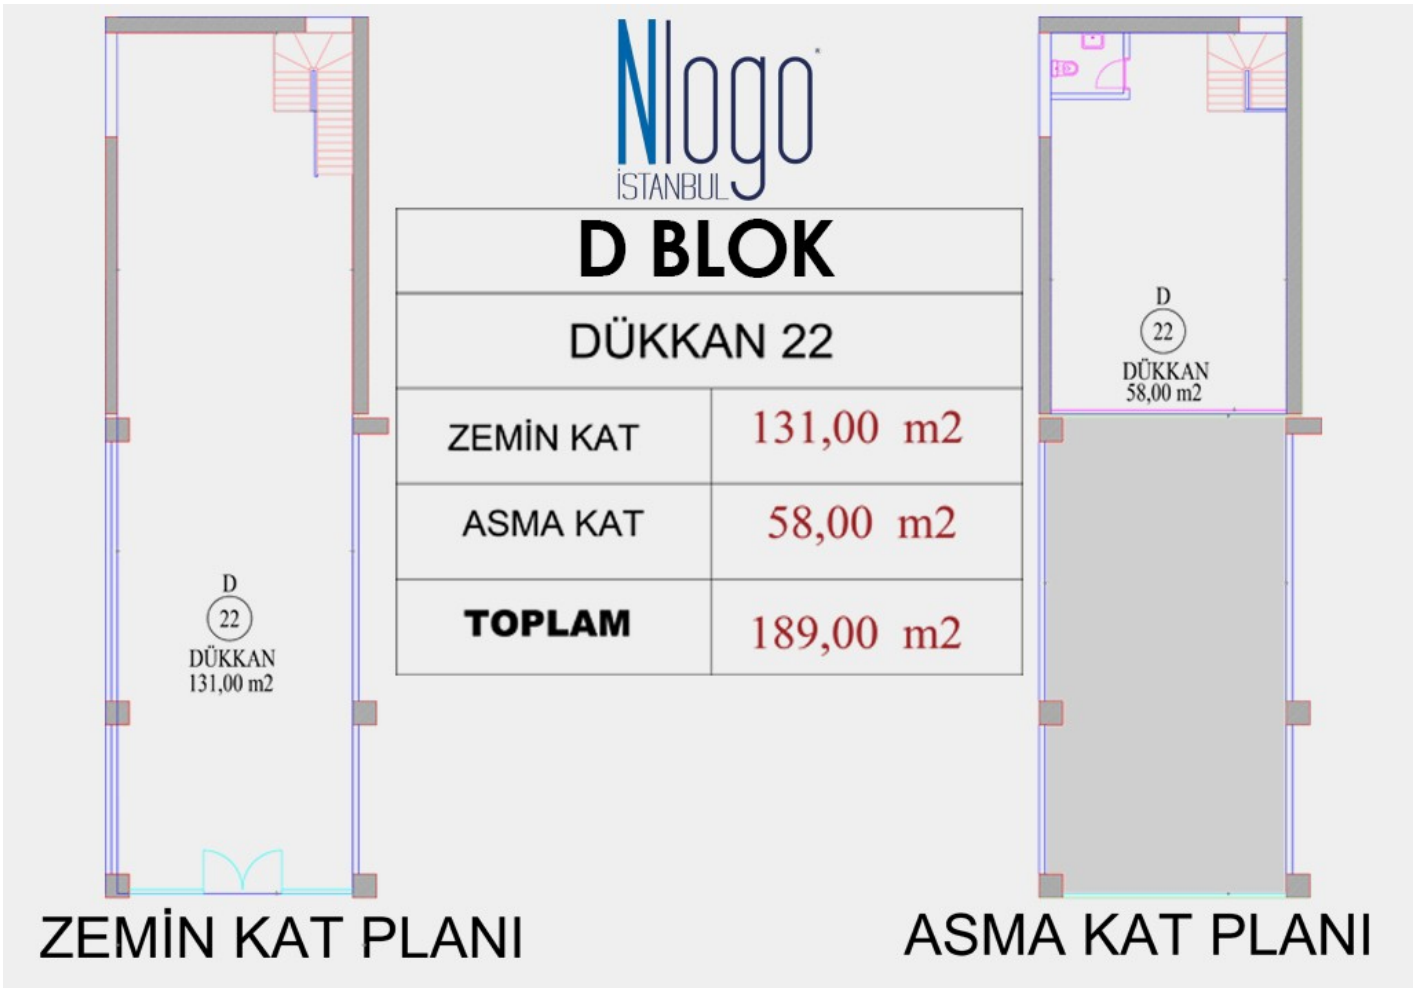 Nlogo
İSTANBUL
D BLOK
DÜKKAN 22
ZEMİN KAT 131,00 m2
ASMA KAT 58,00 m2
TOPLAM 189,00 m2
D
22
DÜKKAN
131,00 m2
ZEMİN KAT PLANI
D
22
DÜKKAN
58,00 m2
ASMA KAT PLANI